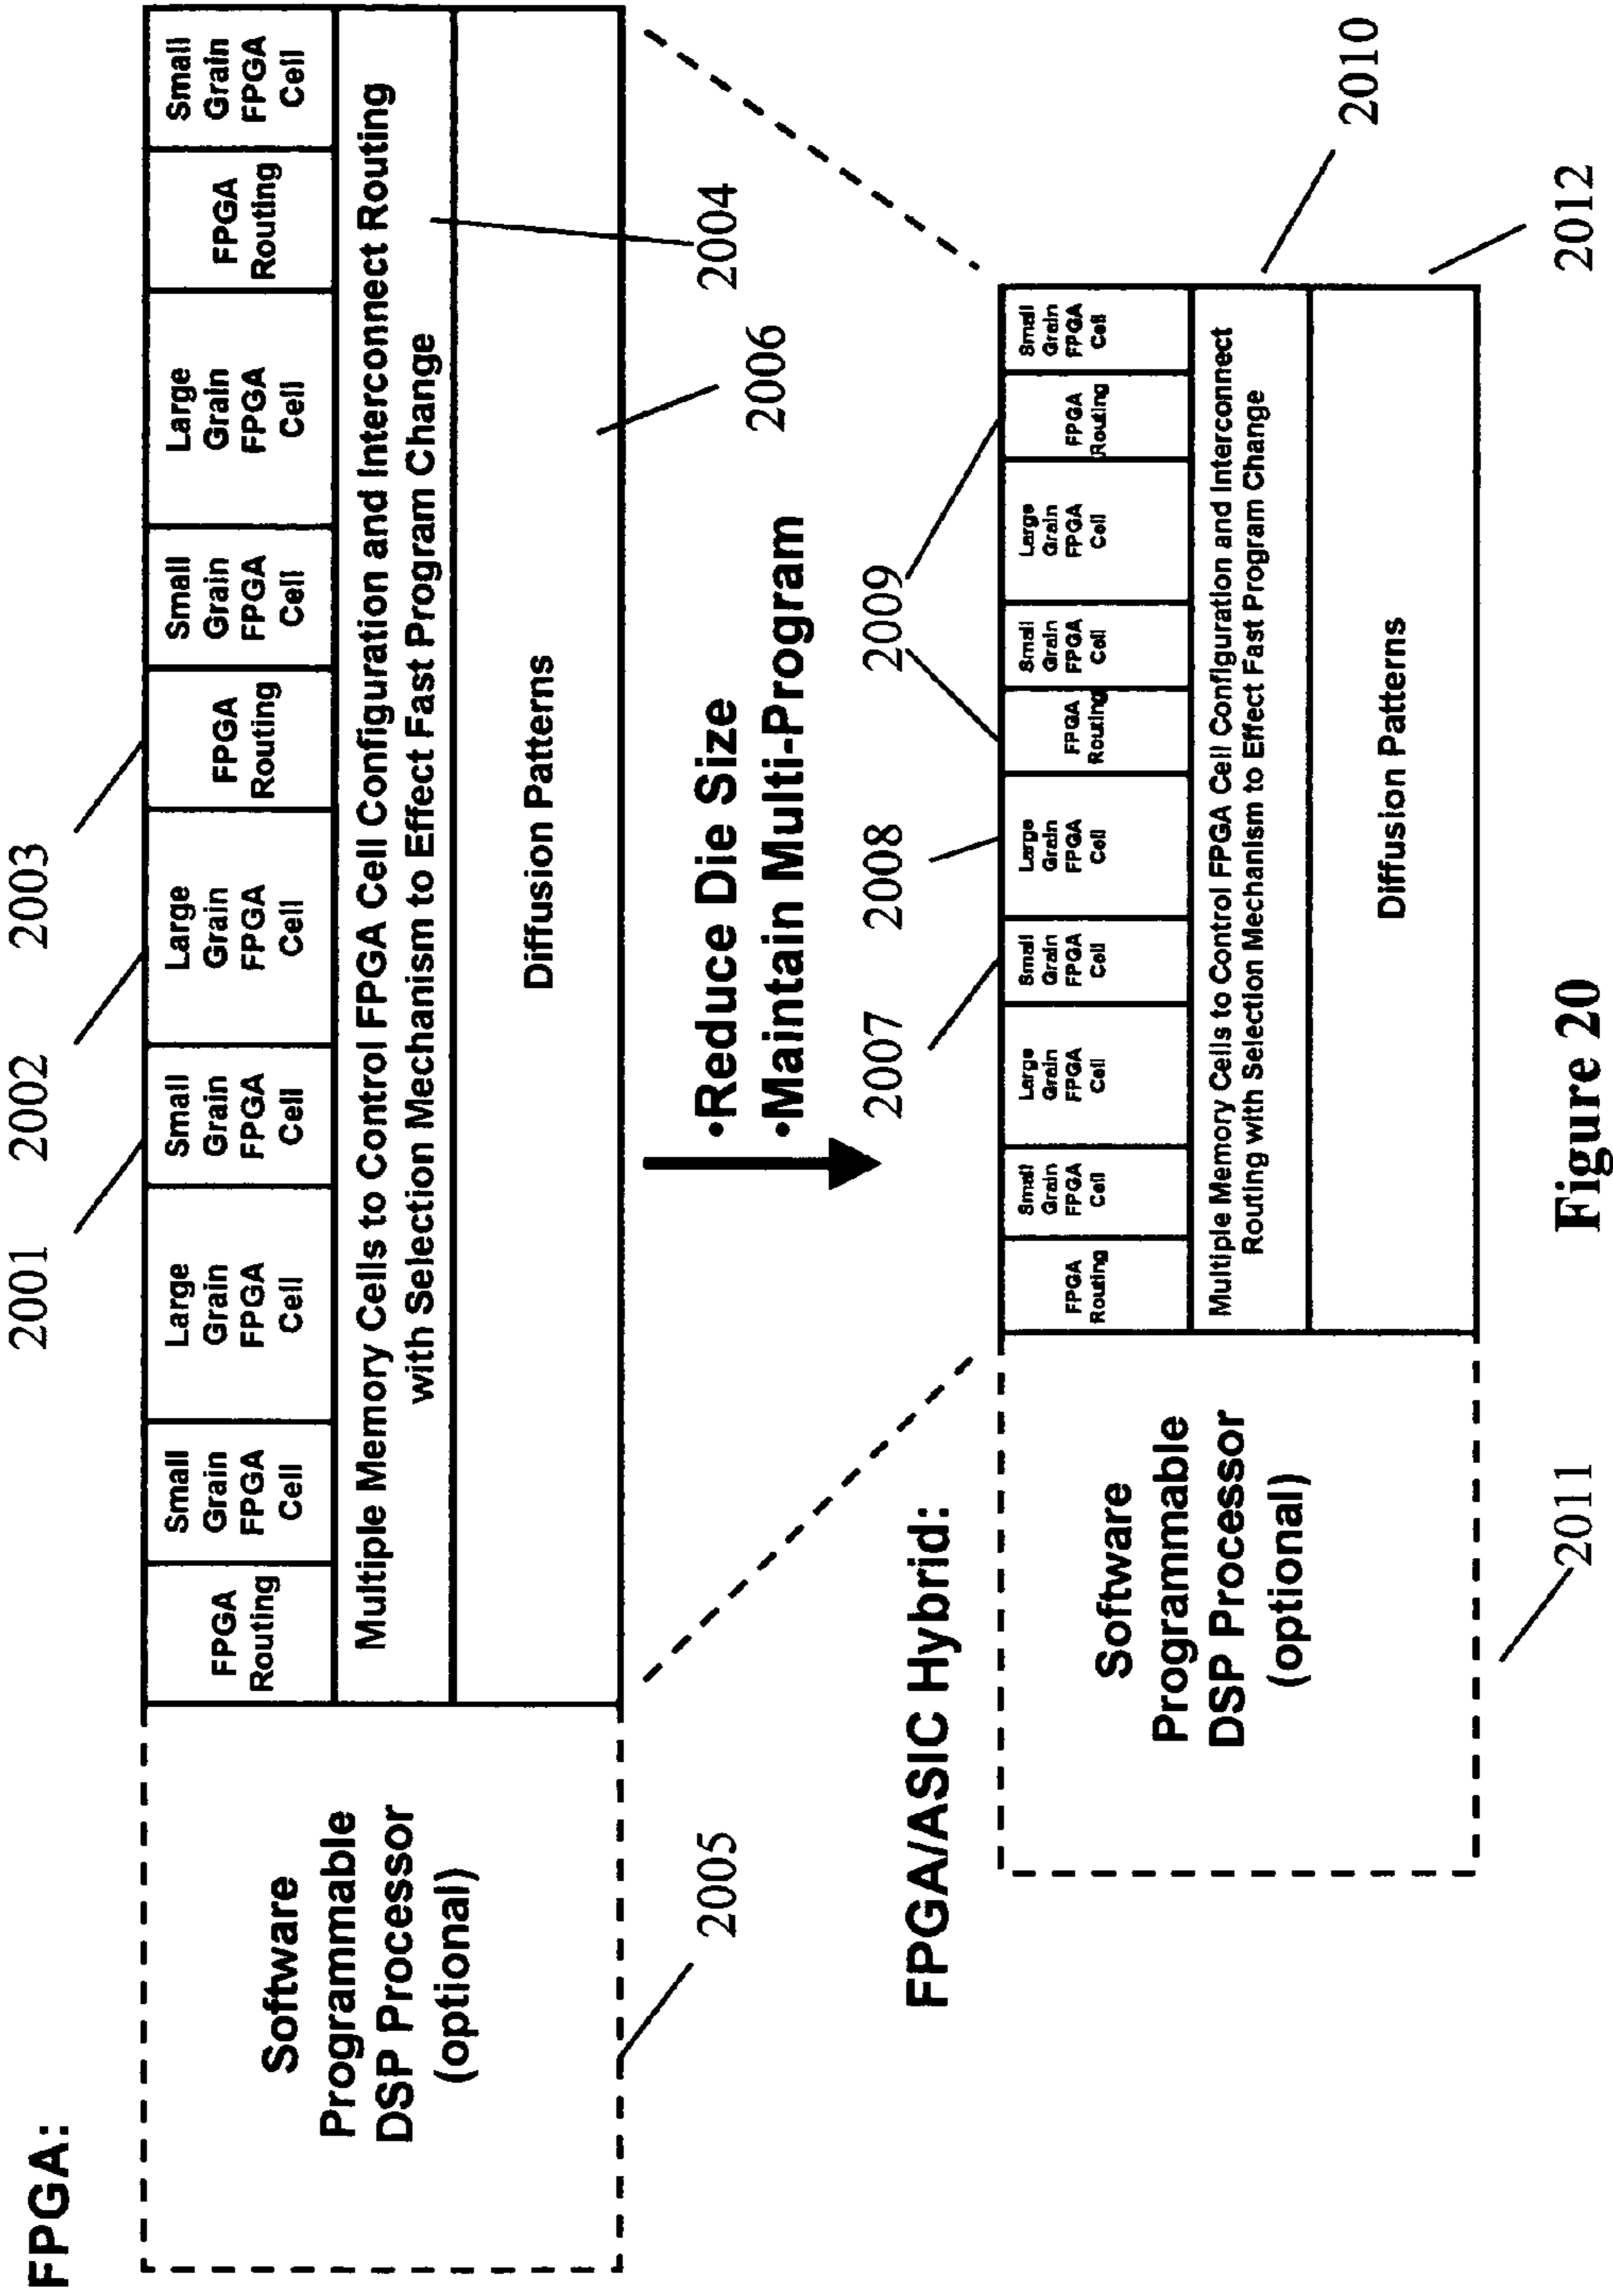 FPGA:
2001
2002
2003
Software
Programmable
DSP Processor
(optional)
FPGA
Routing
Small
Grain
FPGA
Cell
Large
Grain
FPGA
Cell
Small
Grain
FPGA
Cell
Large
Grain
FPGA
Cell
FPGA
Routing
Small
Grain
FPGA
Cell
Large
Grain
FPGA
Cell
FPGA
Routing
Small
Grain
FPGA
Cell
Multiple Memory Cells to Control FPGA Cell Configuration and Interconnect Routing
with Selection Mechanism to Effect Fast Program Change
Diffusion Patterns
2005
2006
2004
•Reduce Die Size
•Maintain Multi-Program
FPGA/ASIC Hybrid:
2007
2008
2009
Software
Programmable
DSP Processor
(optional)
FPGA
Routing
Small
Grain
FPGA
Cell
Large
Grain
FPGA
Cell
Small
Grain
FPGA
Cell
Large
Grain
FPGA
Cell
FPGA
Routing
Small
Grain
FPGA
Cell
Large
Grain
FPGA
Cell
FPGA
Routing
Small
Grain
FPGA
Cell
Multiple Memory Cells to Control FPGA Cell Configuration and Interconnect
Routing with Selection Mechanism to Effect Fast Program Change
Diffusion Patterns
2010
2011
2012
Figure 20